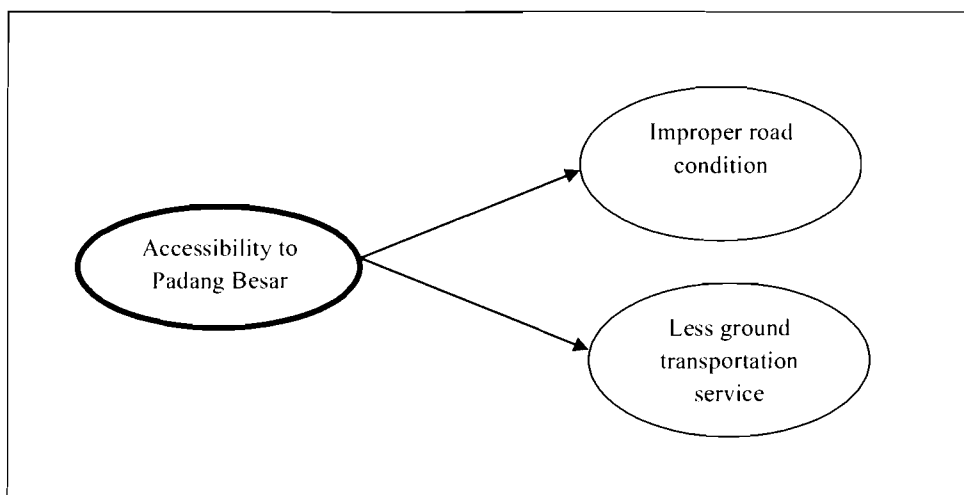 Improper road
condition
Accessibility to
Padang Besar
Less ground
transportation
service